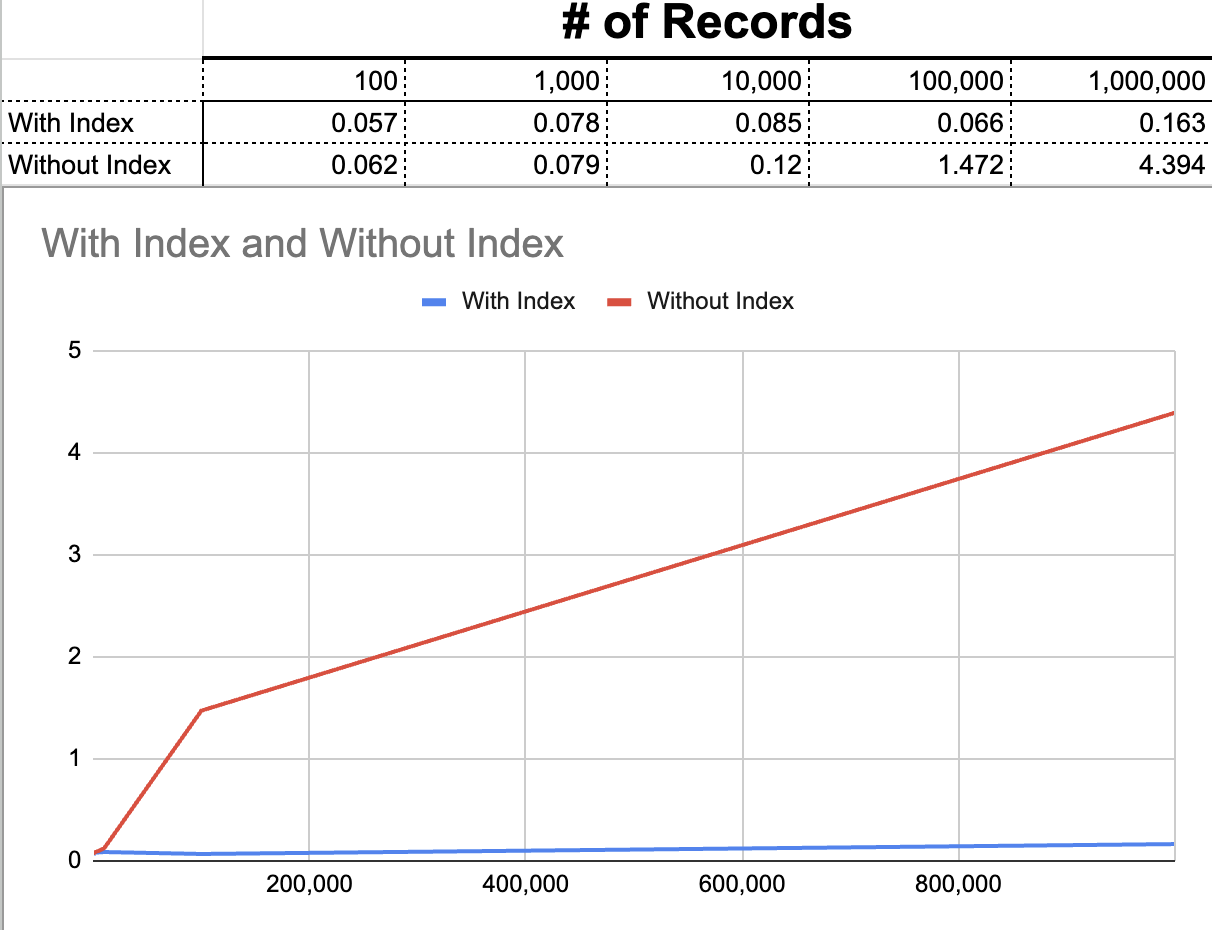 # of Records
100 1,000 10,000 100,000 1,000,000
With Index 0.057 0.078 0.085 0.066 0.163
Without Index 0.062 0.079 0.12 1.472 4.394
With Index and Without Index
With Index Without Index
5
4
3
2
1
0
200,000 400,000 600,000 800,000